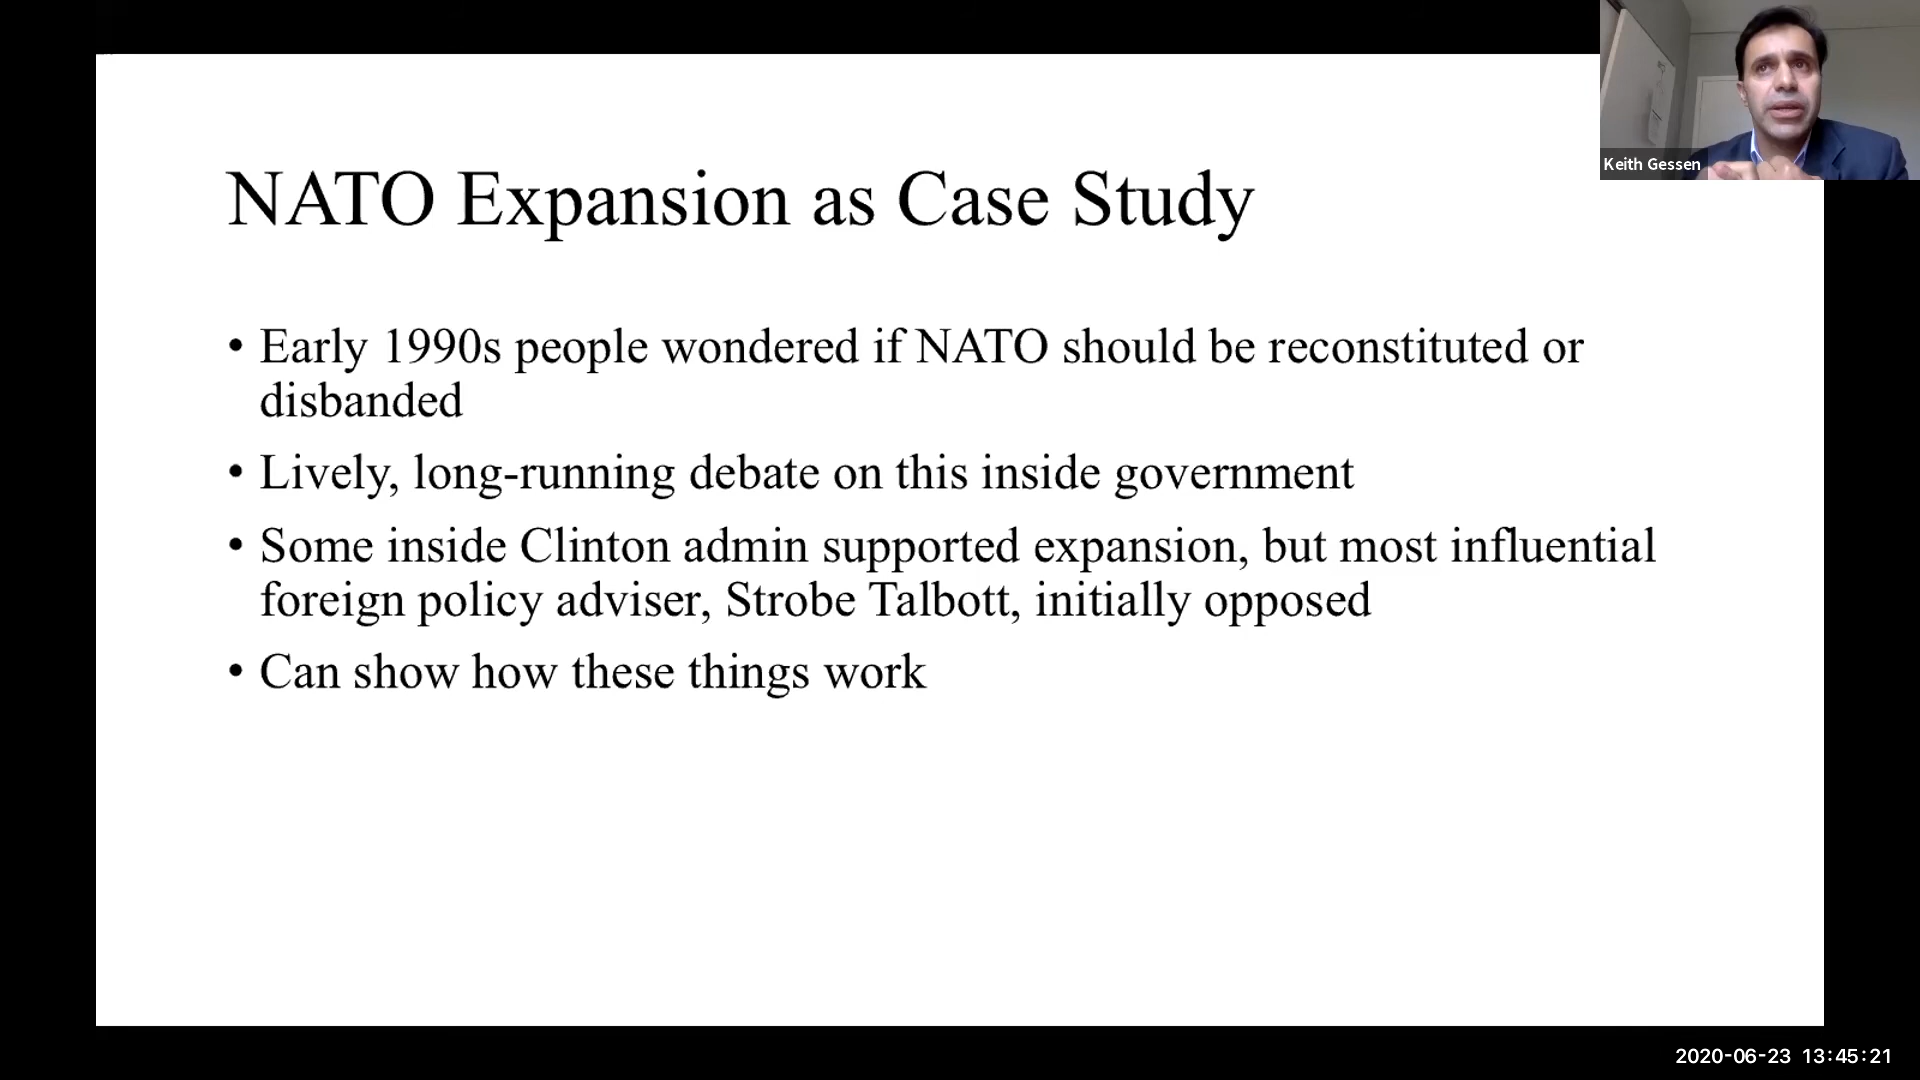 Keith Gessen
NATO Expansion as Case Study
• Early 1990s people wondered if NATO should be reconstituted or
disbanded
• Lively, long-running debate on this inside government
• Some inside Clinton admin supported expansion, but most influential
foreign policy adviser, Strobe Talbott, initially opposed
• Can show how these things work
2020-06-23 13:45:21